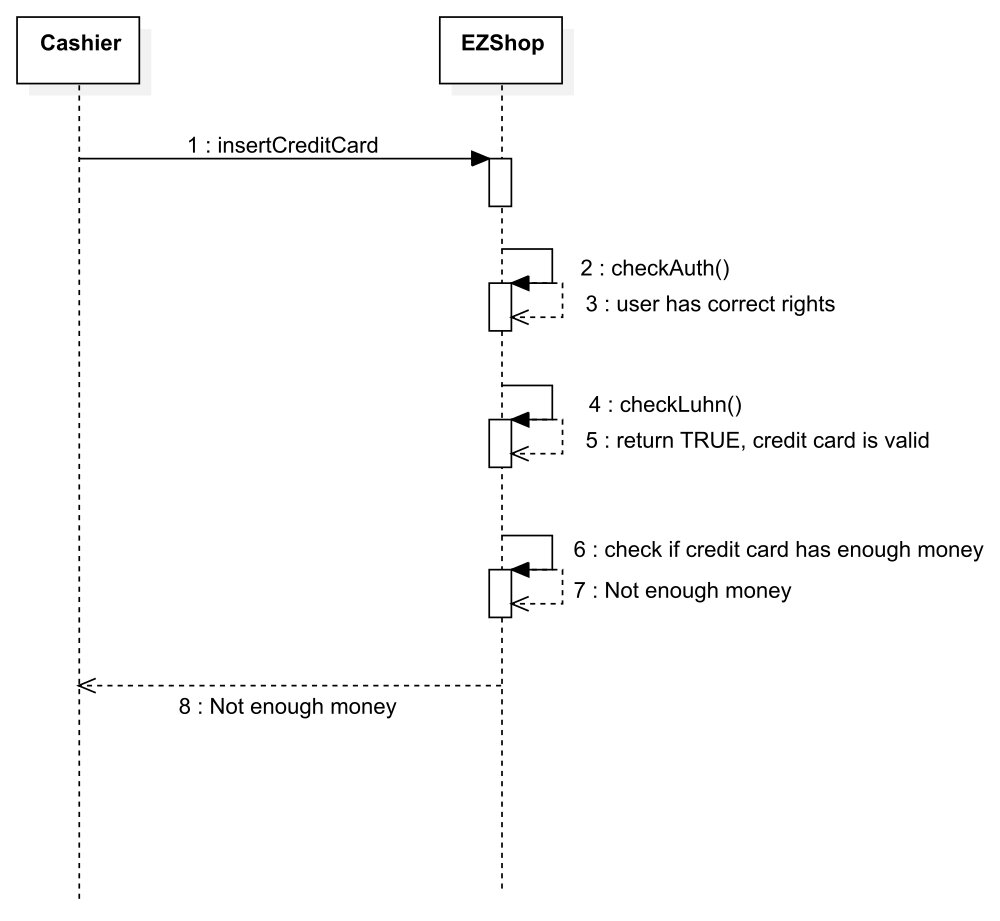 Cashier
EZShop
1 : insertCreditCard
2 : checkAuth()
3 : user has correct rights
4 : checkLuhn()
5 : return TRUE, credit card is valid
6 : check if credit card has enough money
7 : Not enough money
8 : Not enough money